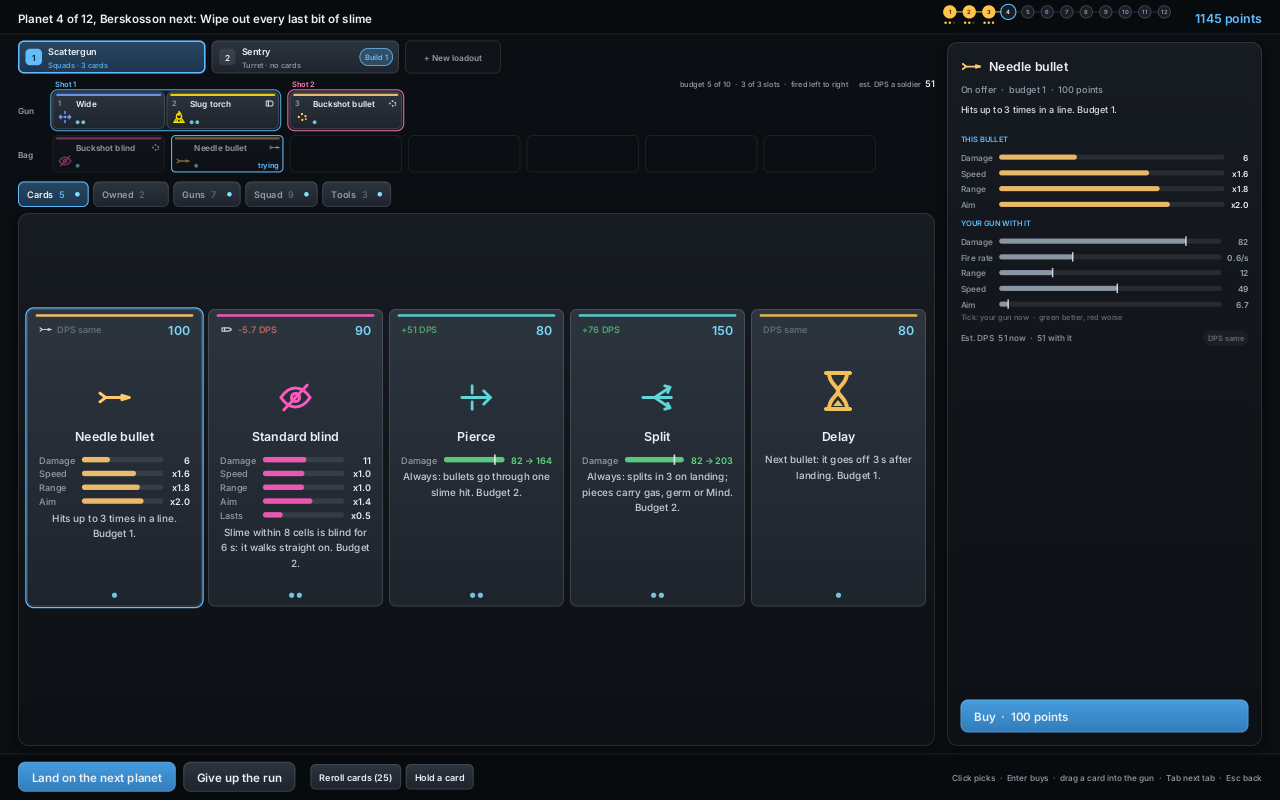 Planet 4 of 12, Berskosson next: Wipe out every last bit of slime
1 2 3 4 5 6 7 8 9 10 11 12
1145 points
1 Scattergun
Squads · 3 cards
2 Sentry
Turret · no cards
Build 1
+ New loadout
Shot 1
Shot 2
budget 5 of 10 · 3 of 3 slots · fired left to right est. DPS a soldier 51
Gun
1 Wide
2 Slug torch
3 Buckshot bullet
Bag
Buckshot blind
Needle bullet
trying
Cards 5
Owned 2
Guns 7
Squad 9
Tools 3
DPS same 100
Needle bullet
Damage 6
Speed x1.6
Range x1.8
Aim x2.0
Hits up to 3 times in a line.
Budget 1.
-5.7 DPS 90
Standard blind
Damage 11
Speed x1.0
Range x1.0
Aim x1.4
Lasts x0.5
Slime within 8 cells is blind for
6 s: it walks straight on. Budget
2.
+51 DPS 80
Pierce
Damage 82 → 164
Always: bullets go through one
slime hit. Budget 2.
+76 DPS 150
Split
Damage 82 → 203
Always: splits in 3 on landing;
pieces carry gas, germ or Mind.
Budget 2.
DPS same 80
Delay
Next bullet: it goes off 3 s after
landing. Budget 1.
Needle bullet
On offer · budget 1 · 100 points
Hits up to 3 times in a line. Budget 1.
THIS BULLET
Damage 6
Speed x1.6
Range x1.8
Aim x2.0
YOUR GUN WITH IT
Damage 82
Fire rate 0.6/s
Range 12
Speed 49
Aim 6.7
Tick: your gun now · green better, red worse
Est. DPS 51 now · 51 with it
DPS same
Buy · 100 points
Land on the next planet
Give up the run
Reroll cards (25)
Hold a card
Click picks · Enter buys · drag a card into the gun · Tab next tab · Esc back